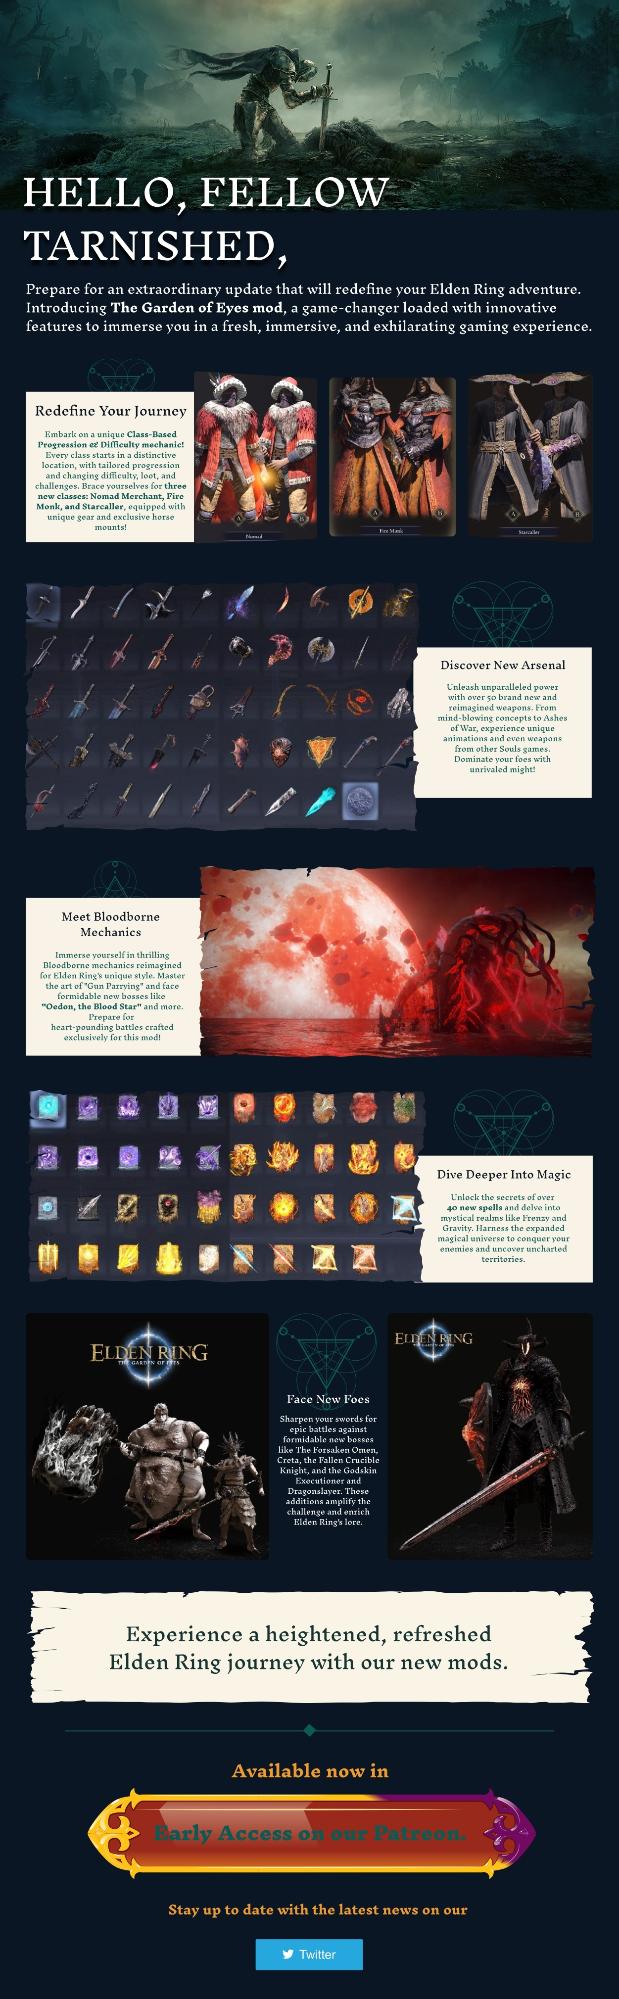 HELLO, FELLOW
TARNISHED,
Prepare for an extraordinary update that will redefine your Elden Ring adventure.
Introducing The Garden of Eyes mod, a game-changer loaded with innovative
features to immerse you in a fresh, immersive, and exhilarating gaming experience.
Redefine Your Journey
Embark on a unique Class-Based
Progression & Difficulty mechanic!
Every class starts in a distinctive
location, with tailored progression
and changing difficulty, loot, and
challenges. Brace yourselves for three
new classes: Nomad Merchant, Fire
Monk, and Starcaller, equipped with
unique gear and exclusive horse
mounts!
A B
Nomad
A B
Fire Monk
A B
Starcaller
Discover New Arsenal
Unleash unparalleled power
with over 50 brand new and
reimagined weapons. From
mind-blowing concepts to Ashes
of War, experience unique
animations and even weapons
from other Souls games.
Dominate your foes with
unrivaled might!
Meet Bloodborne
Mechanics
Immerse yourself in thrilling
Bloodborne mechanics reimagined
for Elden Ring's unique style. Master
the art of "Gun Parrying" and face
formidable new bosses like
"Oedon, the Blood Star" and more.
Prepare for
heart-pounding battles crafted
exclusively for this mod!
Dive Deeper Into Magic
Unlock the secrets of over
40 new spells and delve into
mystical realms like Frenzy and
Gravity. Harness the expanded
magical universe to conquer your
enemies and uncover uncharted
territories.
ELDEN RING
THE GARDEN OF EYES
Face New Foes
Sharpen your swords for
epic battles against
formidable new bosses
like The Forsaken Omen,
Creta, the Fallen Crucible
Knight, and the Godskin
Executioner and
Dragonslayer. These
additions amplify the
challenge and enrich
Elden Ring's lore.
ELDEN RING
THE GARDEN OF EYES
Experience a heightened, refreshed
Elden Ring journey with our new mods.
Available now in
Early Access on our Patreon.
Stay up to date with the latest news on our
Twitter